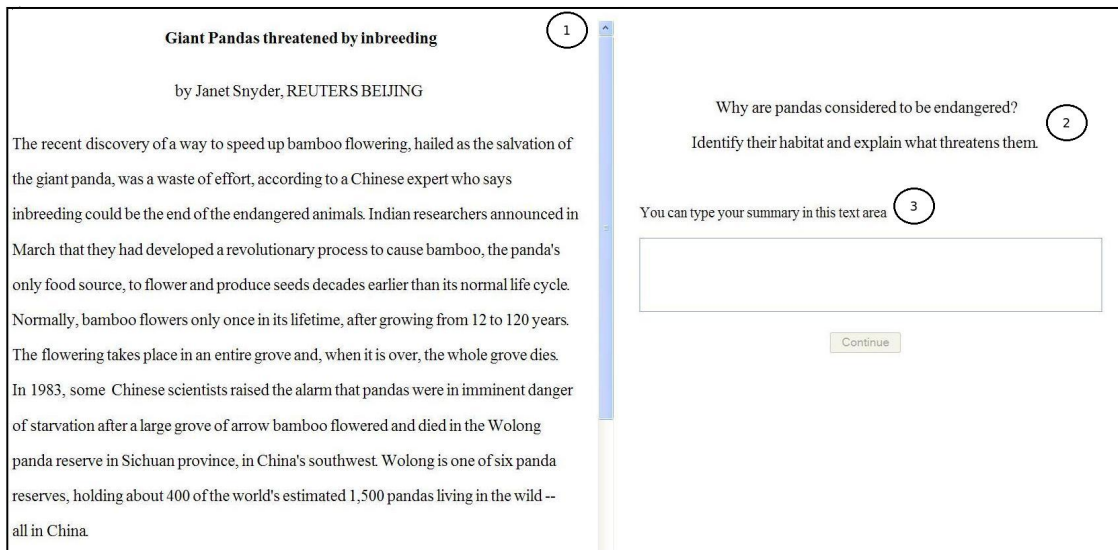 Giant Pandas threatened by inbreeding
1
by Janet Snyder, REUTERS BEIJING
The recent discovery of a way to speed up bamboo flowering, hailed as the salvation of
the giant panda, was a waste of effort, according to a Chinese expert who says
inbreeding could be the end of the endangered animals. Indian researchers announced in
March that they had developed a revolutionary process to cause bamboo, the panda's
only food source, to flower and produce seeds decades earlier than its normal life cycle.
Normally, bamboo flowers only once in its lifetime, after growing from 12 to 120 years.
The flowering takes place in an entire grove and, when it is over, the whole grove dies.
In 1983, some Chinese scientists raised the alarm that pandas were in imminent danger
of starvation after a large grove of arrow bamboo flowered and died in the Wolong
panda reserve in Sichuan province, in China's southwest. Wolong is one of six panda
reserves, holding about 400 of the world's estimated 1,500 pandas living in the wild --
all in China.
Why are pandas considered to be endangered?
2
Identify their habitat and explain what threatens them.
You can type your summary in this text area
3
Continue